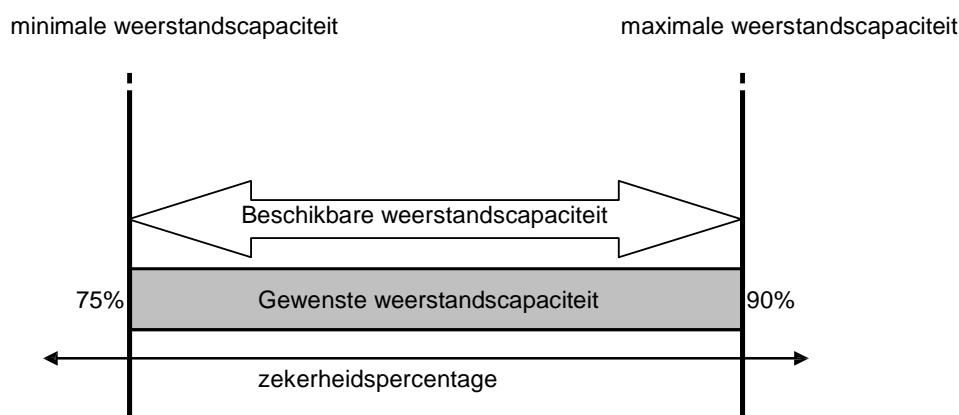 minimale weerstandscapaciteit
maximale weerstandscapaciteit
Beschikbare weerstandscapaciteit
75%
Gewenste weerstandscapaciteit
90%
zekerheidspercentage